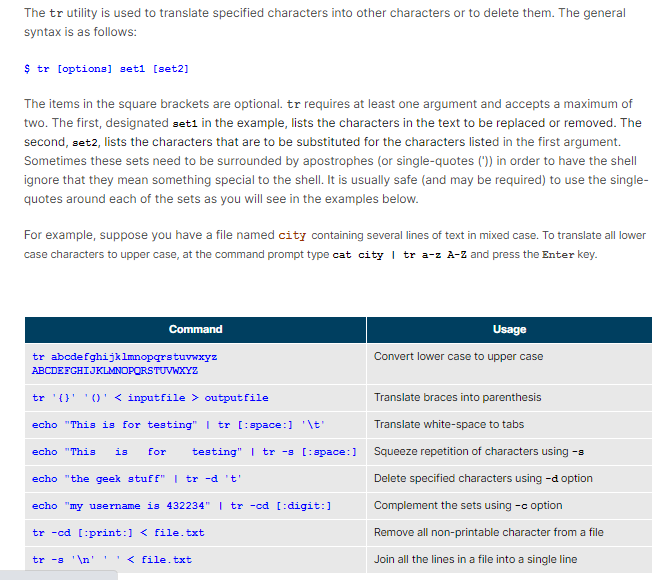 The tr utility is used to translate specified characters into other characters or to delete them. The general
syntax is as follows:
$ tr [options] set1 [set2]
The items in the square brackets are optional. tr requires at least one argument and accepts a maximum of
two. The first, designated set1 in the example, lists the characters in the text to be replaced or removed. The
second, set2, lists the characters that are to be substituted for the characters listed in the first argument.
Sometimes these sets need to be surrounded by apostrophes (or single-quotes (')) in order to have the shell
ignore that they mean something special to the shell. It is usually safe (and may be required) to use the single-
quotes around each of the sets as you will see in the examples below.
For example, suppose you have a file named city containing several lines of text in mixed case. To translate all lower
case characters to upper case, at the command prompt type cat city | tr a-z A-Z and press the Enter key.
Command Usage
tr abcdefghijklmnopqrstuvwxyz Convert lower case to upper case
ABCDEFGHIJKLMNOPQRSTUVWXYZ
tr '{}' '()' < inputfile > outputfile Translate braces into parenthesis
echo "This is for testing" | tr [:space:] '\t' Translate white-space to tabs
echo "This   is   for    testing" | tr -s [:space:] Squeeze repetition of characters using -s
echo "the geek stuff" | tr -d 't' Delete specified characters using -d option
echo "my username is 432234" | tr -cd [:digit:] Complement the sets using -c option
tr -cd [:print:] < file.txt Remove all non-printable character from a file
tr -s '\n' ' ' < file.txt Join all the lines in a file into a single line